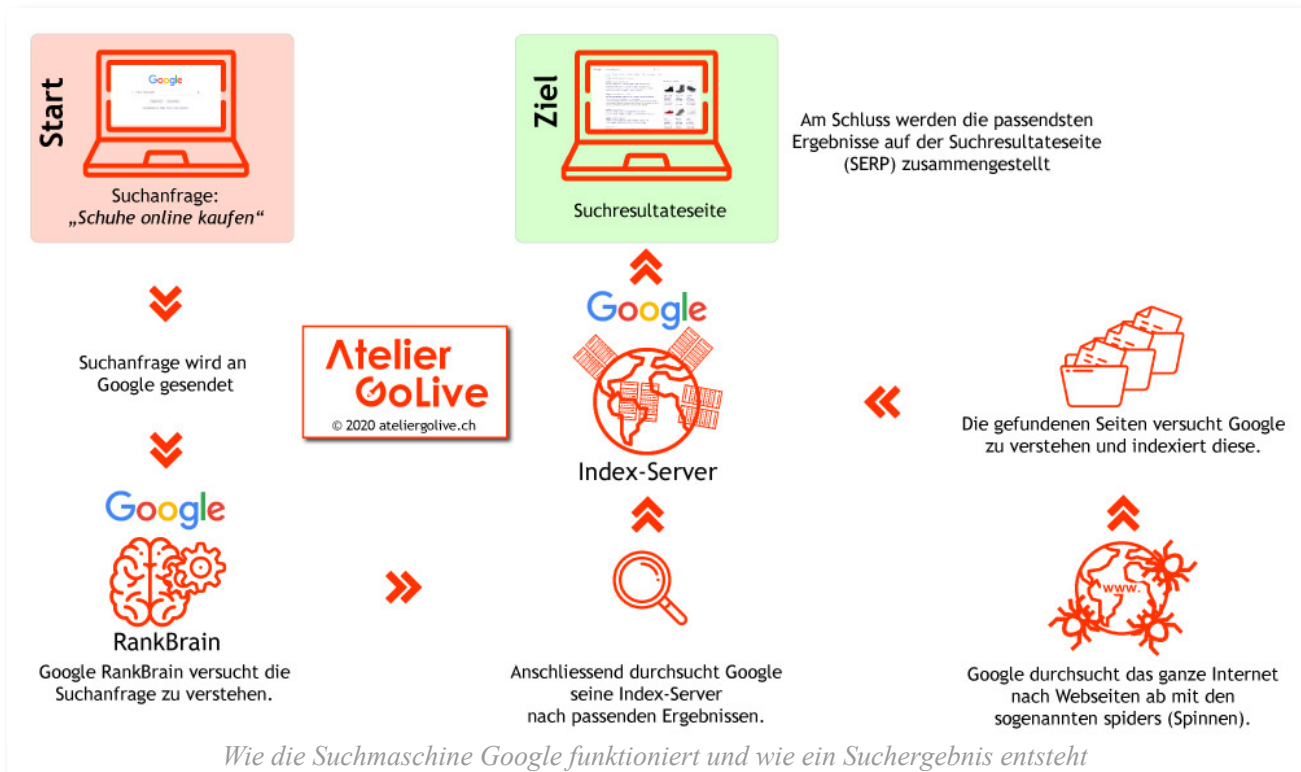 Start
Google
Suchanfrage:
„Schuhe online kaufen“
Suchanfrage wird an
Google gesendet
Google
RankBrain
Google RankBrain versucht die
Suchanfrage zu verstehen.
Atelier
GoLive
© 2020 ateliergolive.ch
Ziel
Suchresultateseite
Am Schluss werden die passendsten
Ergebnisse auf der Suchresultateseite
(SERP) zusammengestellt
Google
Index-Server
Anschliessend durchsucht Google
seine Index-Server
nach passenden Ergebnissen.
Die gefundenen Seiten versucht Google
zu verstehen und indexiert diese.
www.
Google durchsucht das ganze Internet
nach Webseiten ab mit den
sogenannten spiders (Spinnen).
Wie die Suchmaschine Google funktioniert und wie ein Suchergebnis entsteht